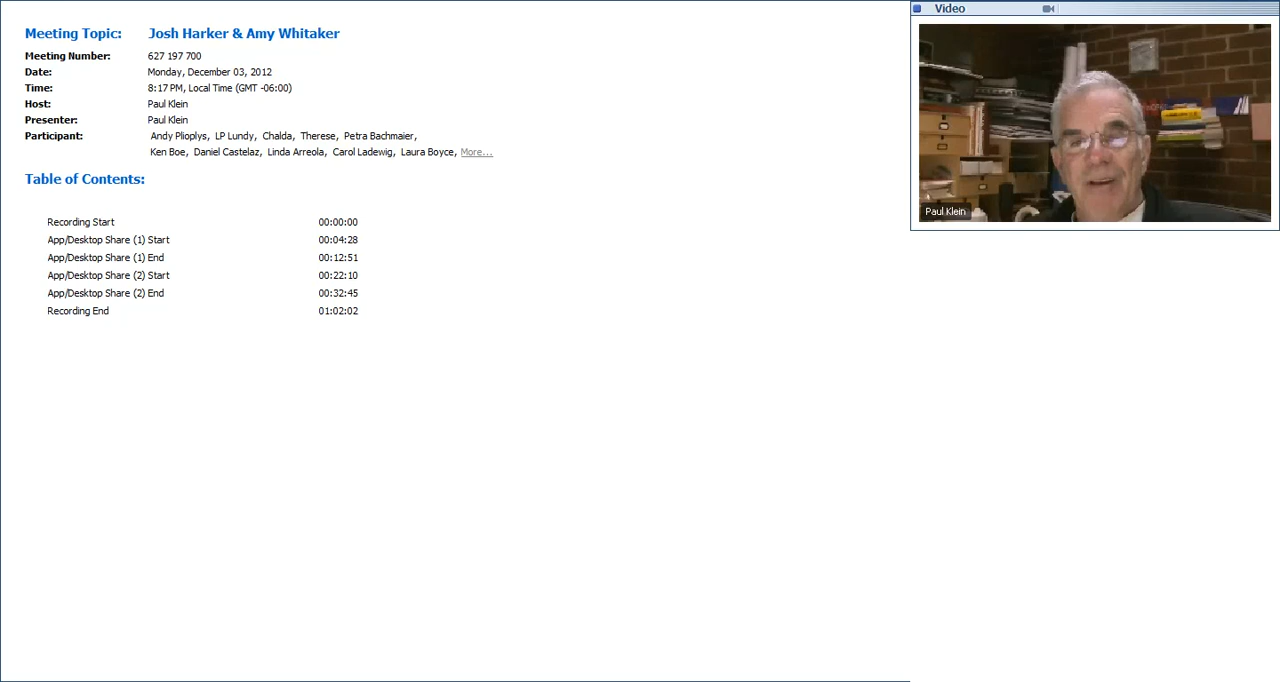 Meeting Topic: Josh Harker & Amy Whitaker
Meeting Number: 627 197 700
Date: Monday, December 03, 2012
Time: 8:17 PM, Local Time (GMT -06:00)
Host: Paul Klein
Presenter: Paul Klein
Participant: Andy Plioplys, LP Lundy, Chalda, Therese, Petra Bachmaier,
Ken Boe, Daniel Castelaz, Linda Arreola, Carol Ladewig, Laura Boyce, More...
Table of Contents:
Recording Start 00:00:00
App/Desktop Share (1) Start 00:04:28
App/Desktop Share (1) End 00:12:51
App/Desktop Share (2) Start 00:22:10
App/Desktop Share (2) End 00:32:45
Recording End 01:02:02
Video
Paul Klein